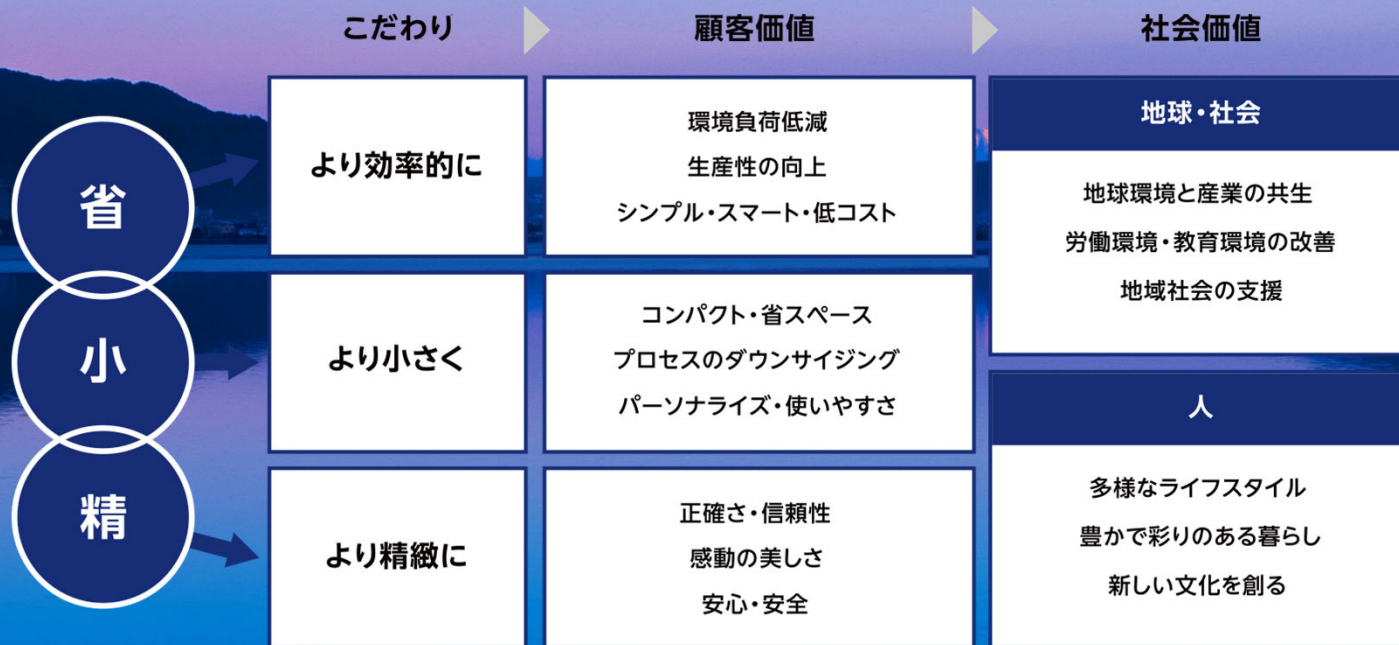 こだわり
顧客価値
社会価値
省
より効率的に
環境負荷低減
生産性の向上
シンプル・スマート・低コスト
小
より小さく
コンパクト・省スペース
プロセスのダウンサイジング
パーソナライズ・使いやすさ
精
より精緻に
正確さ・信頼性
感動の美しさ
安心・安全
地球・社会
地球環境と産業の共生
労働環境・教育環境の改善
地域社会の支援
人
多様なライフスタイル
豊かで彩りのある暮らし
新しい文化を創る